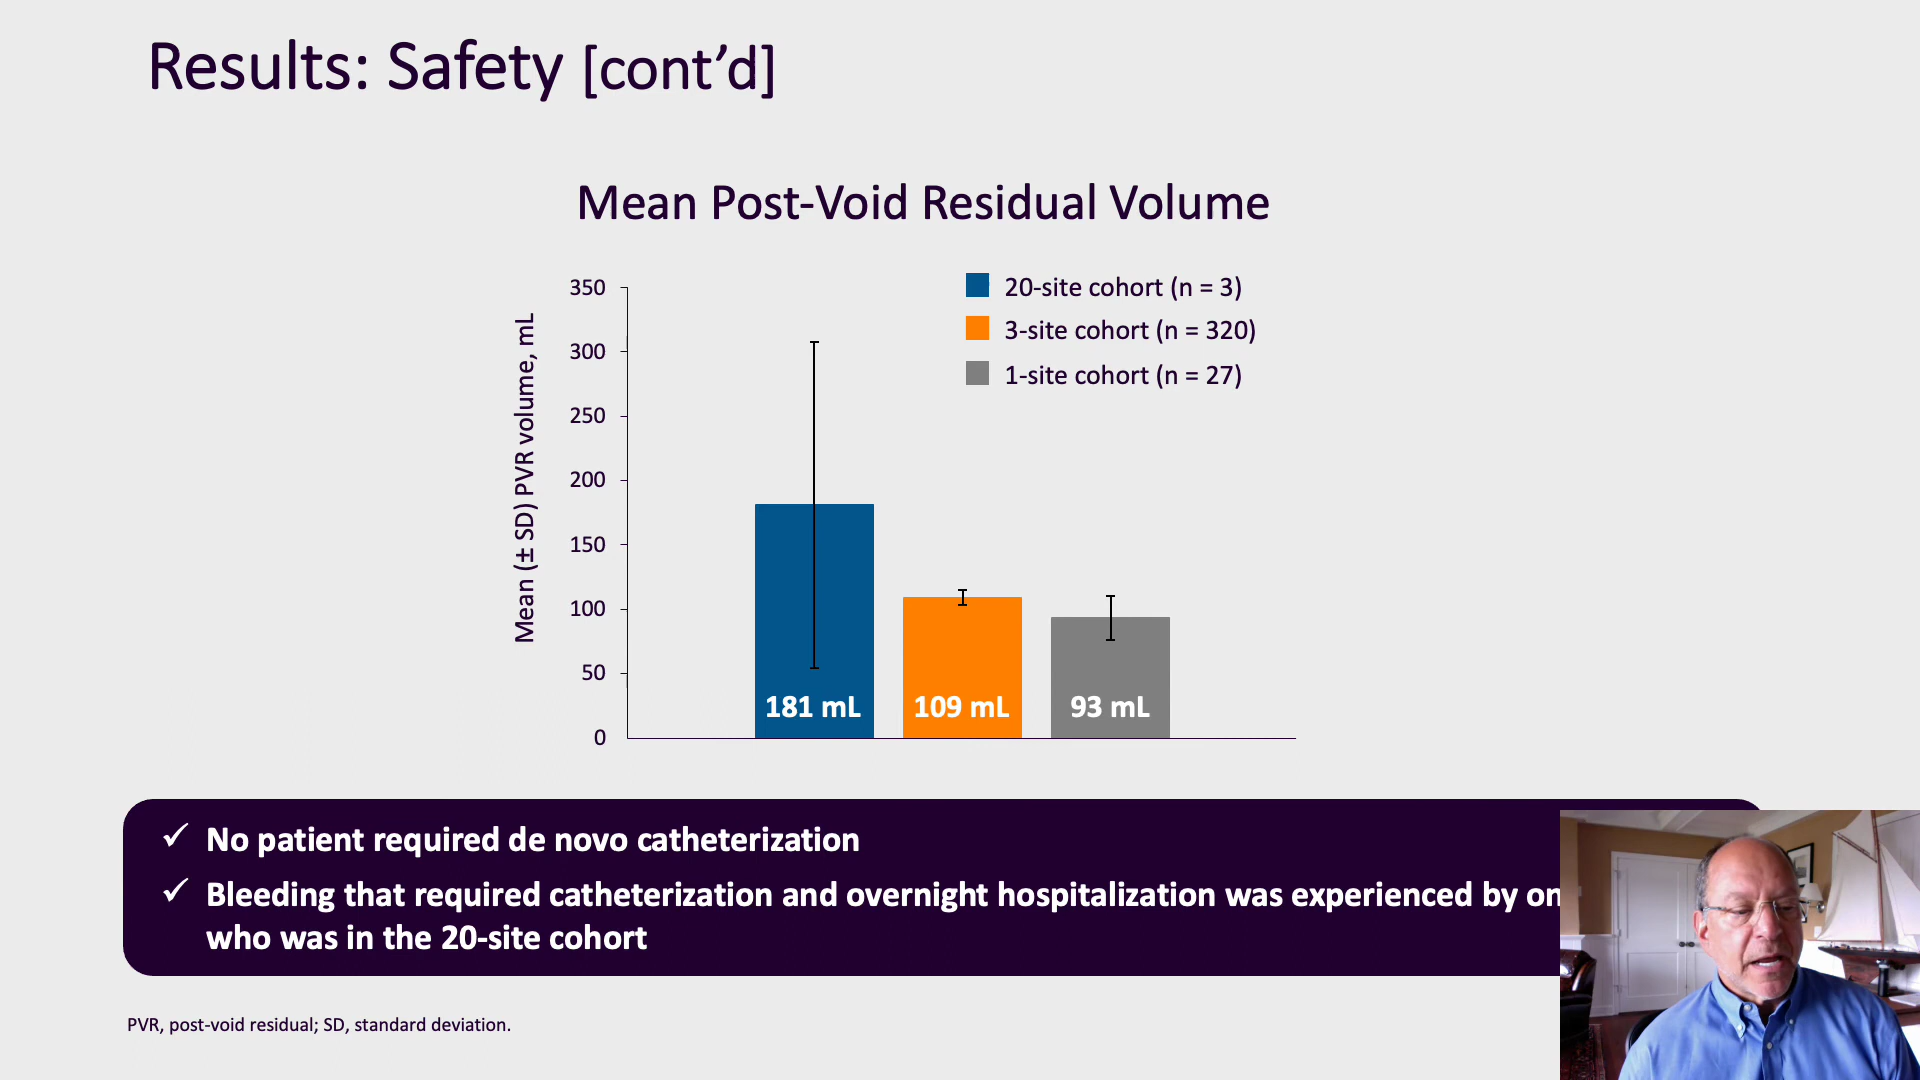 Results: Safety [cont’d]
Mean Post-Void Residual Volume
20-site cohort (n = 3)
3-site cohort (n = 320)
1-site cohort (n = 27)
Mean (± SD) PVR volume, mL
350
300
250
200
150
100
50
0
181 mL
109 mL
93 mL
✓ No patient required de novo catheterization
✓ Bleeding that required catheterization and overnight hospitalization was experienced by
who was in the 20-site cohort
PVR, post-void residual; SD, standard deviation.